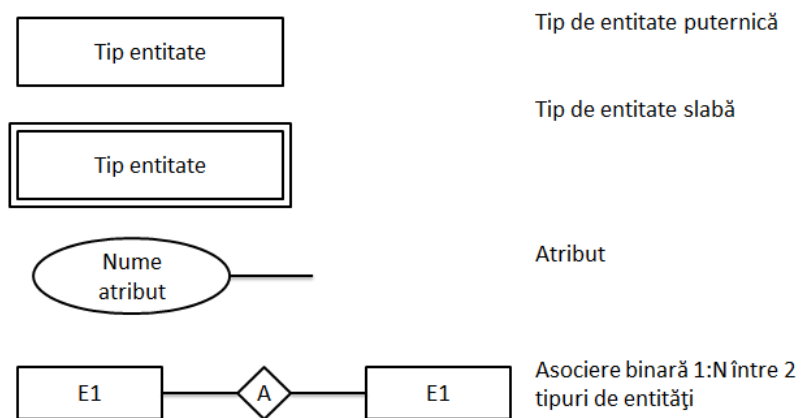 Tip entitate
Tip de entitate puternică
Tip entitate
Tip de entitate slabă
Nume
atribut
Atribut
E1
A
E1
Asociere binară 1:N între 2
tipuri de entităţi